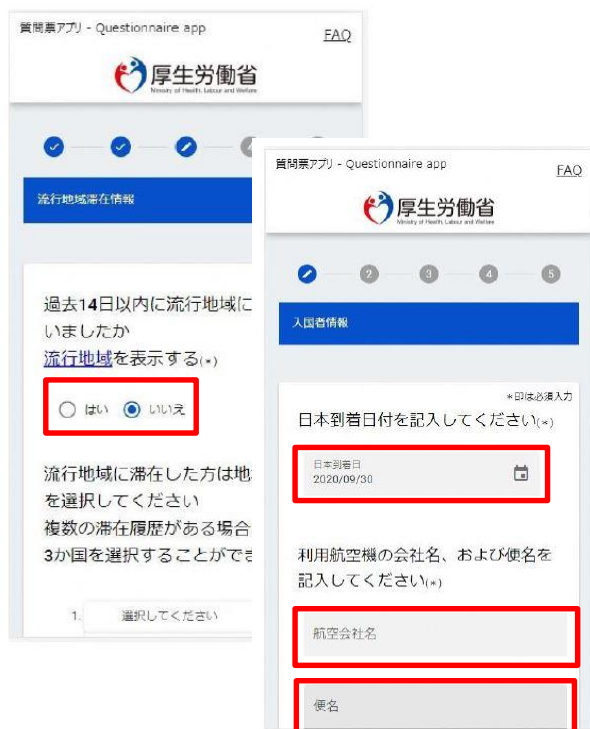 質問票アプリ - Questionnaire app
FAQ
厚生労働省
Ministry of Health, Labour and Welfare
流行地域滞在情報
過去14日以内に流行地域に
いましたか
流行地域を表示する(*)
はい
いいえ
流行地域に滞在した方は地
を選択してください
複数の滞在履歴がある場合
3か国を選択することができ
1. 選択してください
質問票アプリ - Questionnaire app
FAQ
厚生労働省
Ministry of Health, Labour and Welfare
2 3 4 5
入国者情報
*印は必須入力
日本到着日付を記入してください(*)
日本到着日
2020/09/30
利用航空機の会社名、および便名を
記入してください(*)
航空会社名
便名